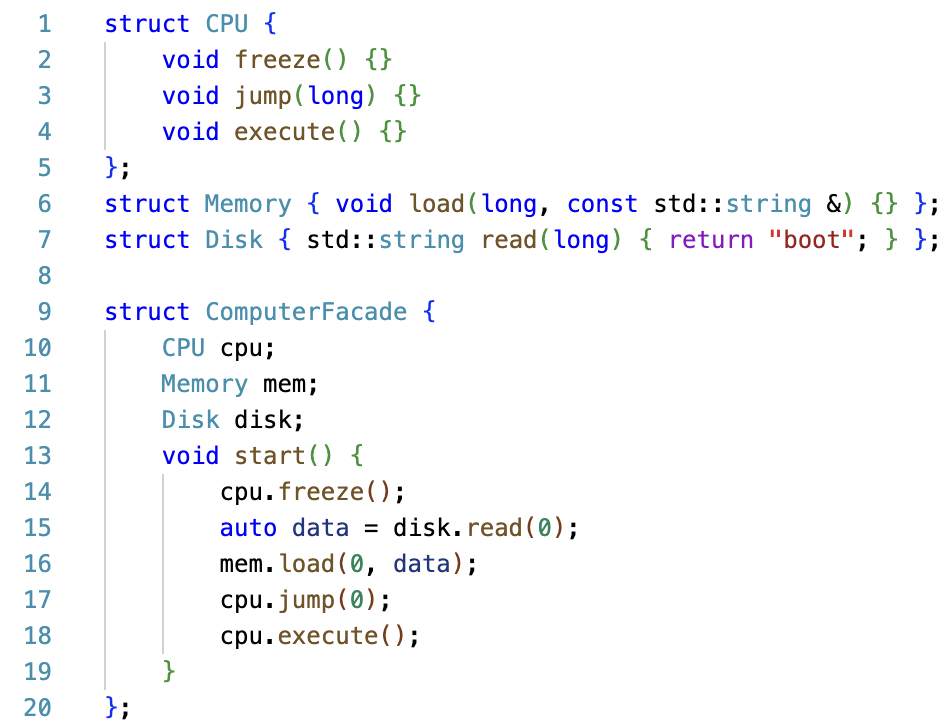 1 struct CPU {
2     void freeze() {}
3     void jump(long) {}
4     void execute() {}
5 };
6 struct Memory { void load(long, const std::string &) {} };
7 struct Disk { std::string read(long) { return "boot"; } };
8
9 struct ComputerFacade {
10     CPU cpu;
11     Memory mem;
12     Disk disk;
13     void start() {
14         cpu.freeze();
15         auto data = disk.read(0);
16         mem.load(0, data);
17         cpu.jump(0);
18         cpu.execute();
19     }
20 };